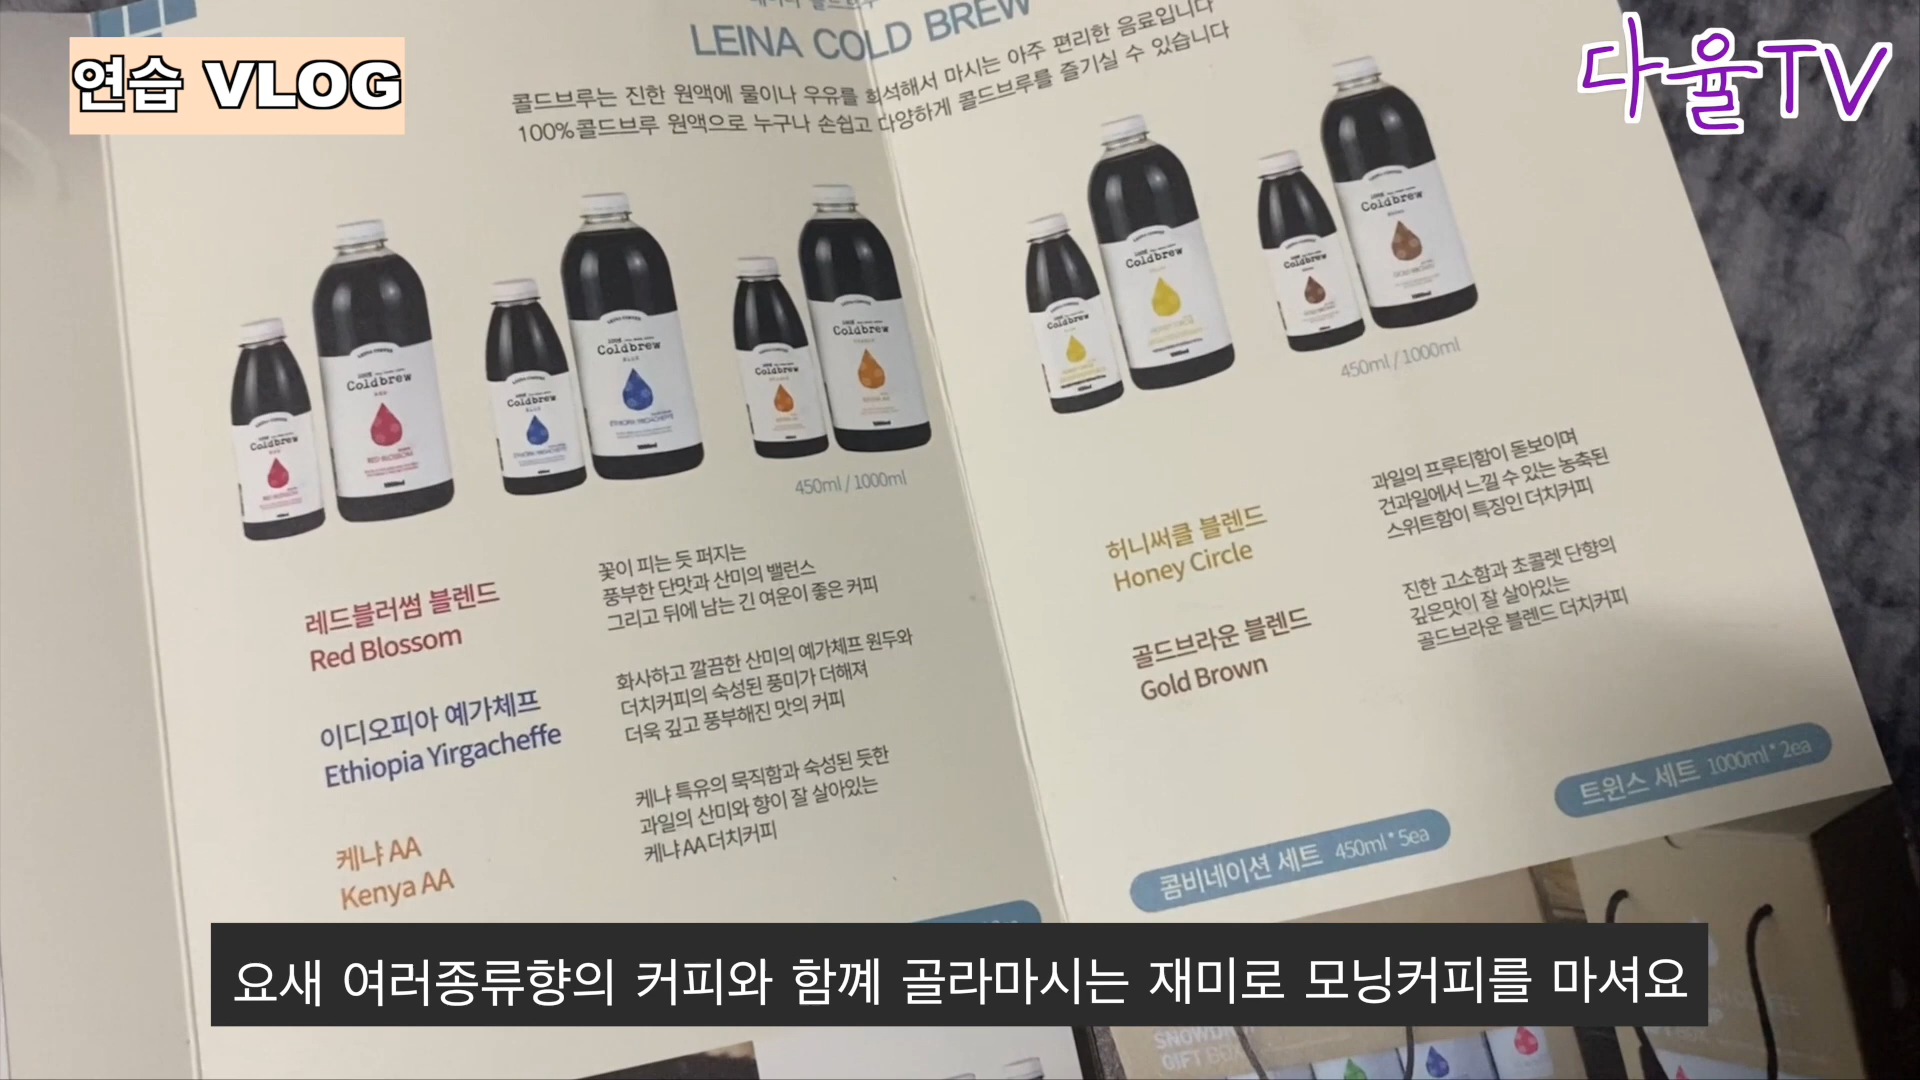 연습 VLOG
다율TV
LEINA COLD BREW
콜드브루는 진한 원액에 물이나 우유를 희석해서 마시는 아주 편리한 음료입니다
100%콜드브루 원액으로 누구나 손쉽고 다양하게 콜드브루를 즐기실 수 있습니다
Coldbrew
Coldbrew
Coldbrew
Coldbrew
Coldbrew
Coldbrew
Coldbrew
Coldbrew
Coldbrew
Coldbrew
450ml / 1000ml
450ml / 1000ml
레드블러썸 블렌드
Red Blossom
꽃이 피는 듯 퍼지는
풍부한 단맛과 산미의 밸런스
그리고 뒤에 남는 긴 여운이 좋은 커피
이디오피아 예가체프
Ethiopia Yirgacheffe
화사하고 깔끔한 산미의 예가체프 원두와
더치커피의 숙성된 풍미가 더해져
더욱 깊고 풍부해진 맛의 커피
케냐 AA
Kenya AA
케냐 특유의 묵직함과 숙성된 듯한
과일의 산미와 향이 잘 살아있는
케냐 AA 더치커피
허니써클 블렌드
Honey Circle
과일의 프루티함이 돋보이며
건과일에서 느낄 수 있는 농축된
스위트함이 특징인 더치커피
골드브라운 블렌드
Gold Brown
진한 고소함과 초콜렛 단향의
깊은맛이 잘 살아있는
골드브라운 블렌드 더치커피
트윈스 세트 1000ml * 2ea
콤비네이션 세트 450ml * 5ea
요새 여러종류향의 커피와 함꼐 골라마시는 재미로 모닝커피를 마셔요
GIFT